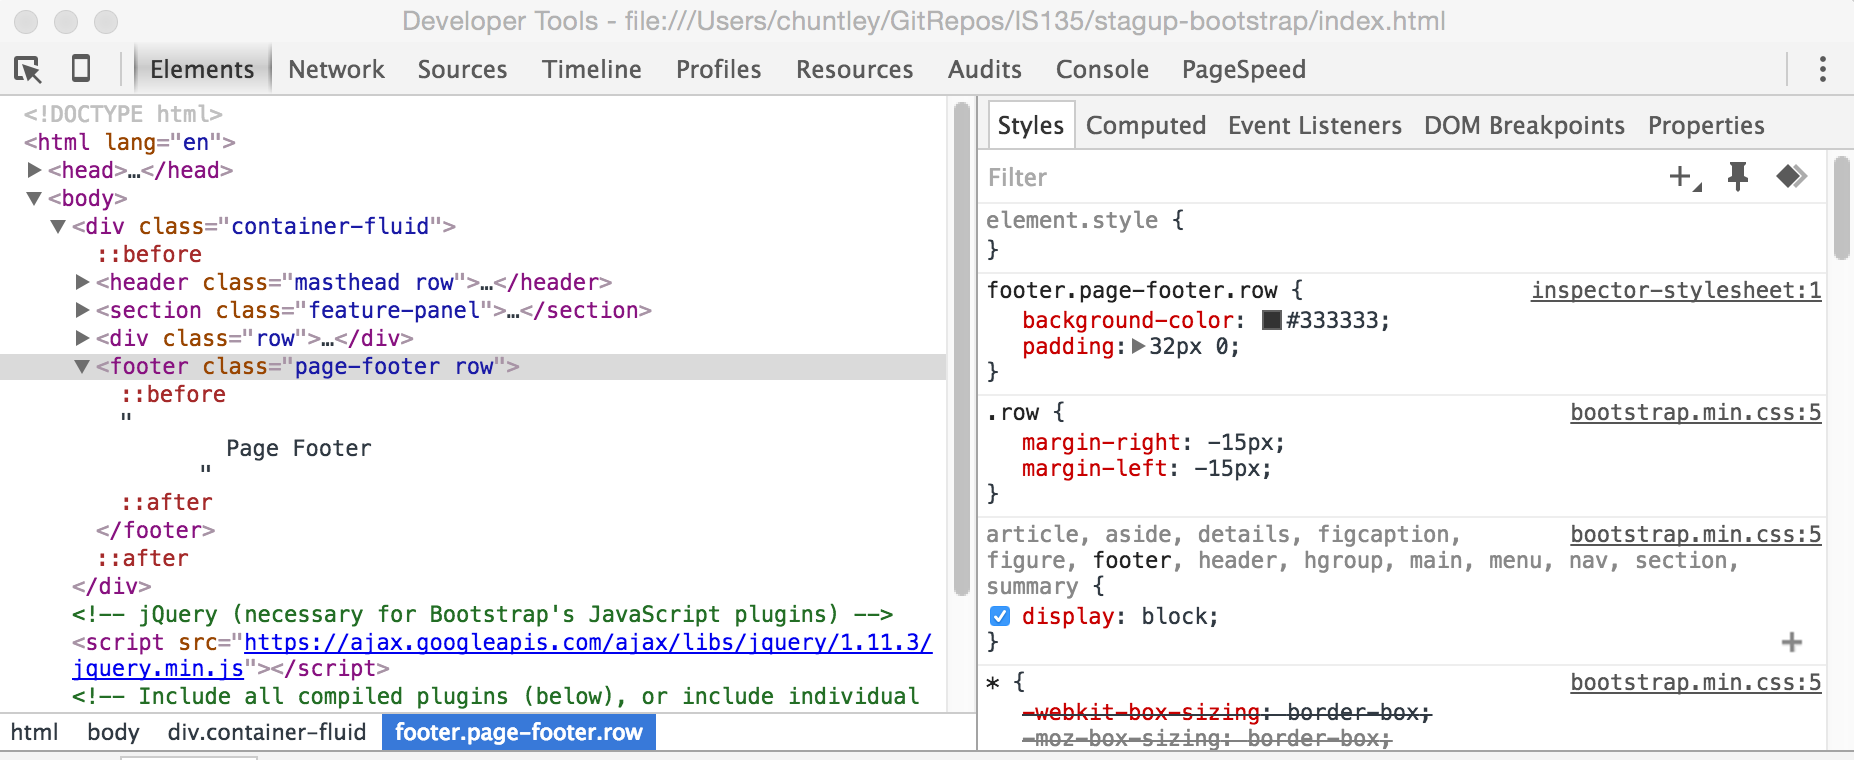 Developer Tools - file:///Users/chuntley/GitRepos/IS135/stagup-bootstrap/index.html
Elements Network Sources Timeline Profiles Resources Audits Console PageSpeed
<!DOCTYPE html>
<html lang="en">
▶<head>…</head>
▼<body>
▼<div class="container-fluid">
::before
▶<header class="masthead row">…</header>
▶<section class="feature-panel">…</section>
▶<div class="row">…</div>
▼<footer class="page-footer row">
::before
"
Page Footer
"
::after
</footer>
::after
</div>
<!-- jQuery (necessary for Bootstrap's JavaScript plugins) -->
<script src="https://ajax.googleapis.com/ajax/libs/jquery/1.11.3/
jquery.min.js"></script>
<!-- Include all compiled plugins (below), or include individual
html body div.container-fluid footer.page-footer.row
Styles Computed Event Listeners DOM Breakpoints Properties
Filter
element.style {
}
footer.page-footer.row { inspector-stylesheet:1
background-color: #333333;
padding:▶32px 0;
}
.row { bootstrap.min.css:5
margin-right: -15px;
margin-left: -15px;
}
article, aside, details, figcaption, bootstrap.min.css:5
figure, footer, header, hgroup, main, menu, nav, section,
summary {
display: block;
}
* { bootstrap.min.css:5
-webkit-box-sizing: border-box;
-moz-box-sizing: border-box;